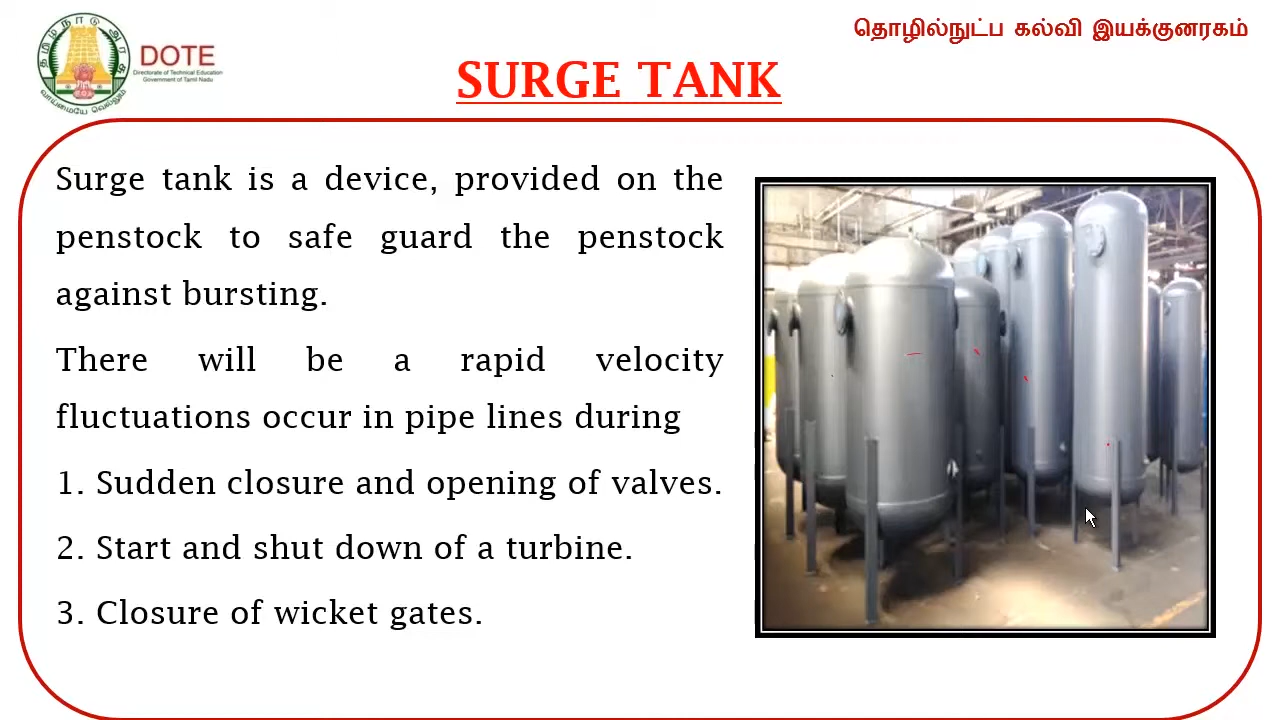 தொழில்நுட்ப கல்வி இயக்குனரகம்
DOTE
Directorate of Technical Education
Government of Tamil Nadu
தமிழ்நாடு அரசு
வாய்மையே வெல்லும்
SURGE TANK
Surge tank is a device, provided on the
penstock to safe guard the penstock
against bursting.
There will be a rapid velocity
fluctuations occur in pipe lines during
1. Sudden closure and opening of valves.
2. Start and shut down of a turbine.
3. Closure of wicket gates.